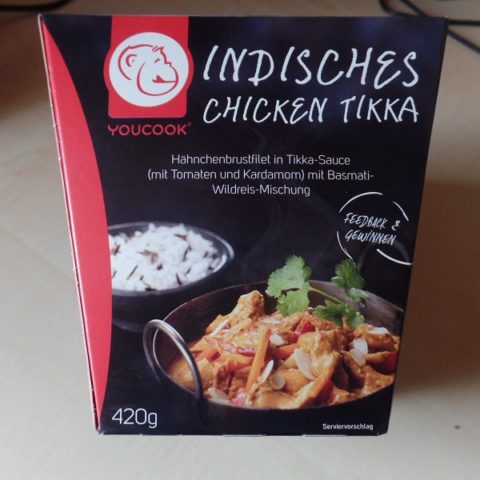 INDISCHES
CHICKEN TIKKA
YOUCOOK®
Hähnchenbrustfilet in Tikka-Sauce
(mit Tomaten und Kardamom) mit Basmati-
Wildreis-Mischung
FEEDBACK &
GEWINNEN
420g
Serviervorschlag